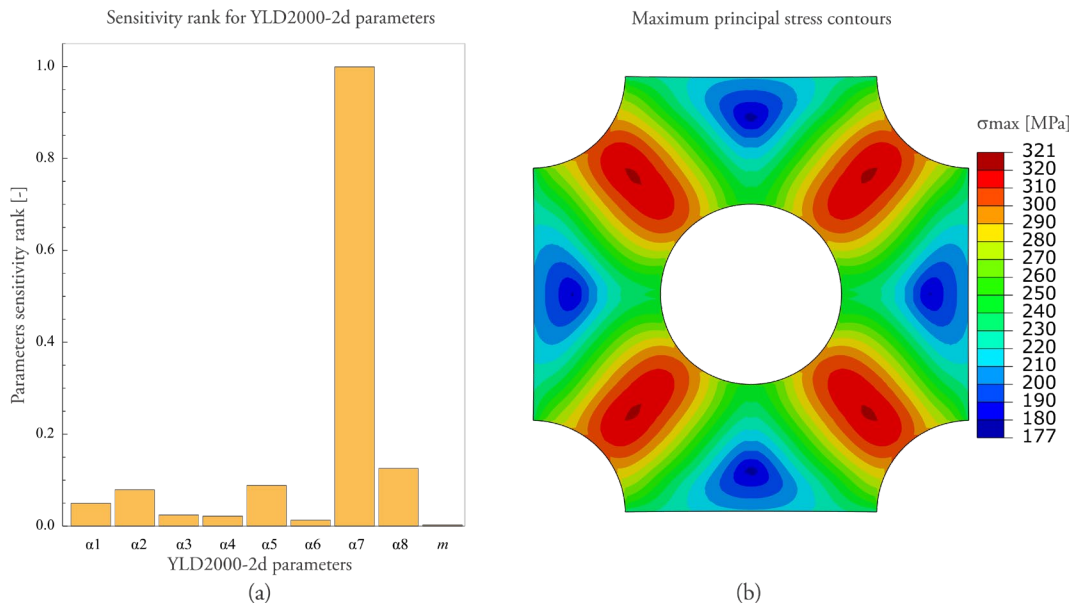 Sensitivity rank for YLD2000-2d parameters
Parameters sensitivity rank [-]
1.0
0.8
0.6
0.4
0.2
0.0
α1 α2 α3 α4 α5 α6 α7 α8 m
YLD2000-2d parameters
(a)
Maximum principal stress contours
σmax [MPa]
321
320
310
300
290
280
270
260
250
240
230
220
210
200
190
180
177
(b)